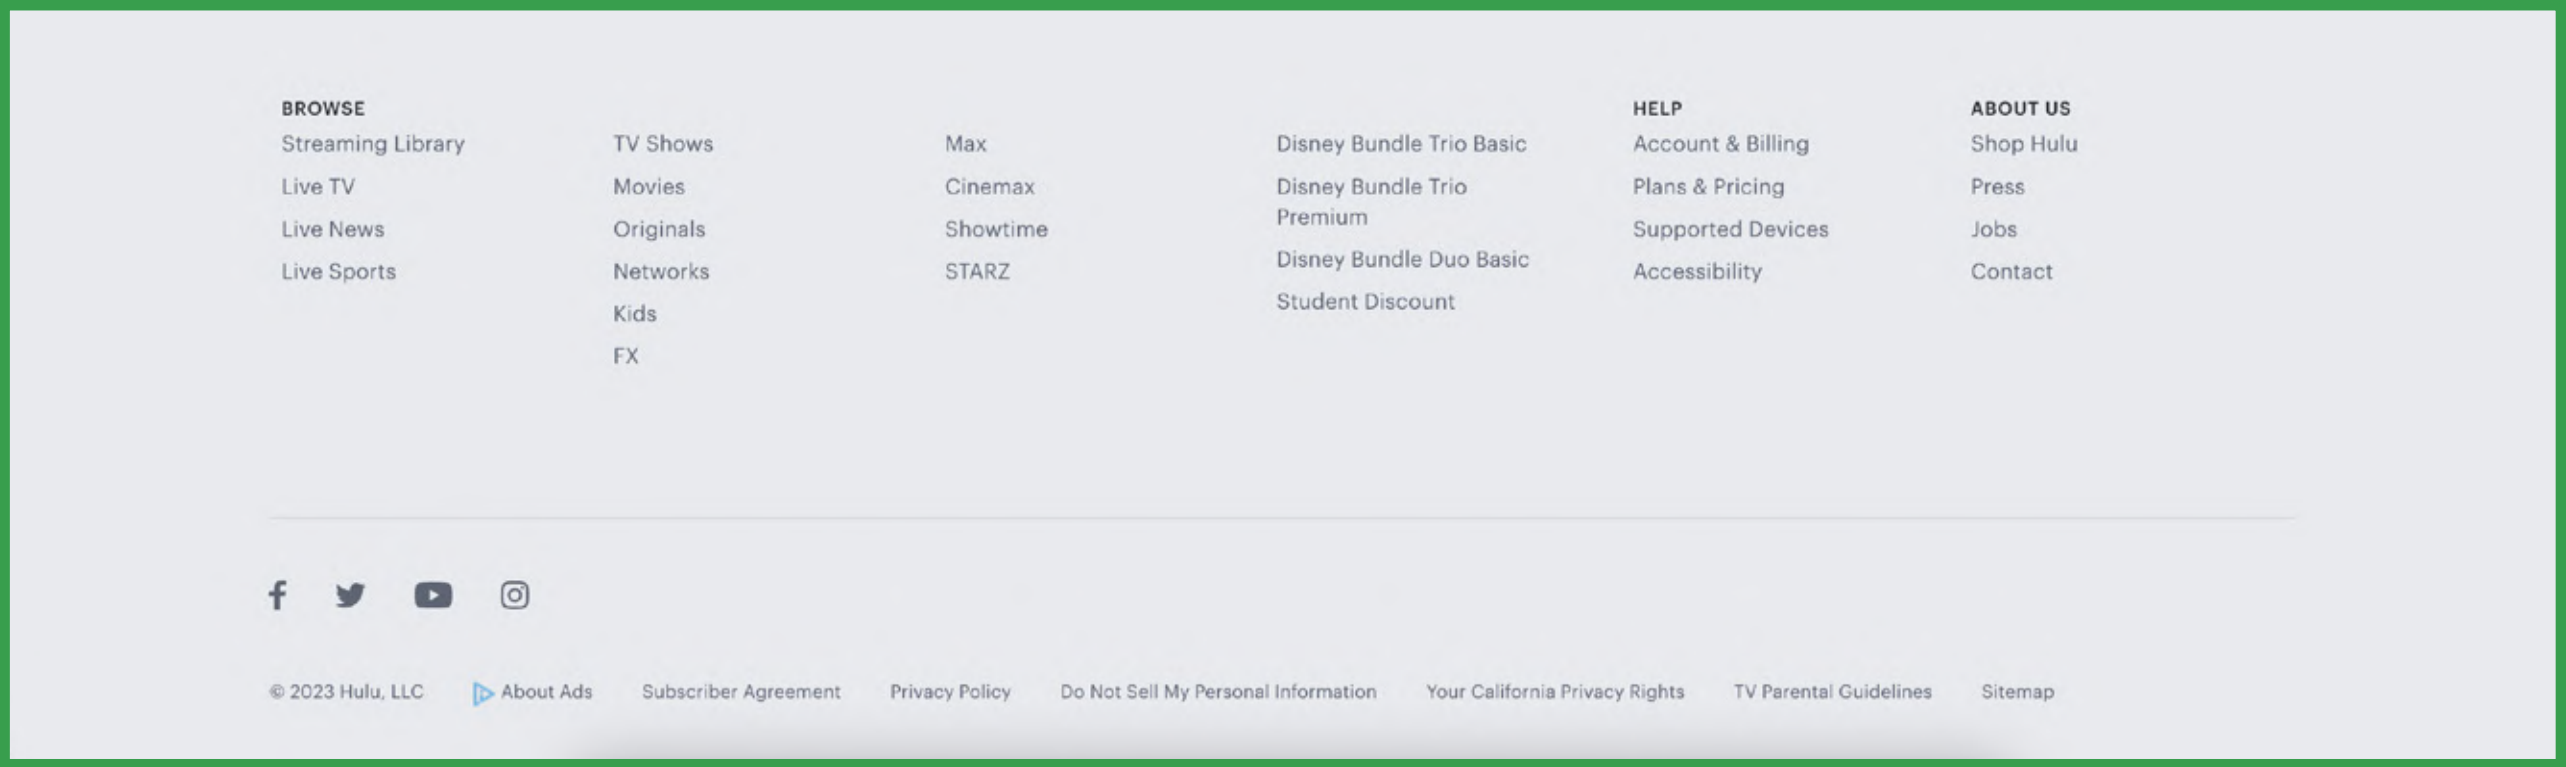 BROWSE
Streaming Library
Live TV
Live News
Live Sports
TV Shows
Movies
Originals
Networks
Kids
FX
Max
Cinemax
Showtime
STARZ
Disney Bundle Trio Basic
Disney Bundle Trio
Premium
Disney Bundle Duo Basic
Student Discount
HELP
Account & Billing
Plans & Pricing
Supported Devices
Accessibility
ABOUT US
Shop Hulu
Press
Jobs
Contact
© 2023 Hulu, LLC
About Ads
Subscriber Agreement
Privacy Policy
Do Not Sell My Personal Information
Your California Privacy Rights
TV Parental Guidelines
Sitemap